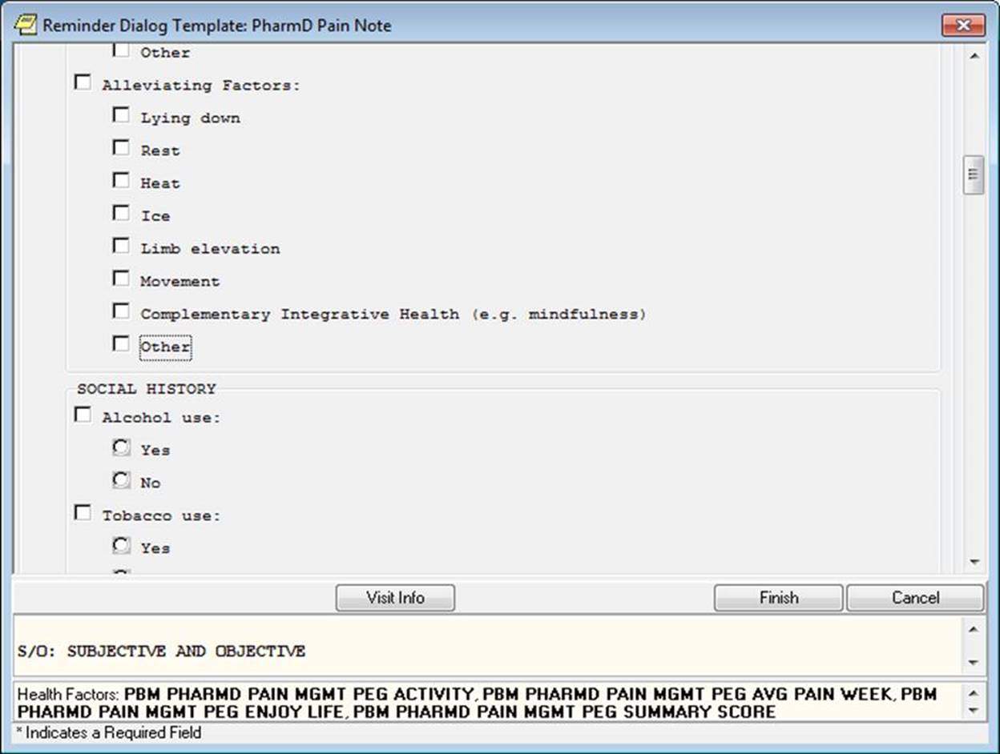 Reminder Dialog Template: PharmD Pain Note
Other
Alleviating Factors:
Lying down
Rest
Heat
Ice
Limb elevation
Movement
Complementary Integrative Health (e.g. mindfulness)
Other
SOCIAL HISTORY
Alcohol use:
Yes
No
Tobacco use:
Yes
Visit Info Finish Cancel
S/O: SUBJECTIVE AND OBJECTIVE
Health Factors: PBM PHARMD PAIN MGMT PEG ACTIVITY, PBM PHARMD PAIN MGMT PEG AVG PAIN WEEK, PBM
PHARMD PAIN MGMT PEG ENJOY LIFE, PBM PHARMD PAIN MGMT PEG SUMMARY SCORE
* Indicates a Required Field